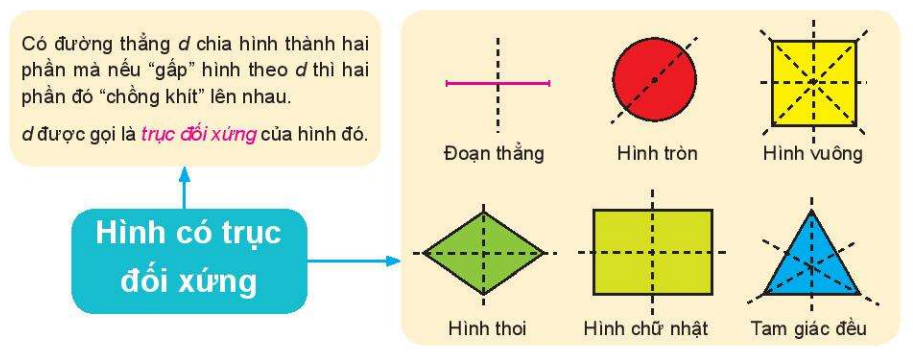 Có đường thẳng d chia hình thành hai
phần mà nếu “gấp” hình theo d thì hai
phần đó “chồng khít” lên nhau.
d được gọi là trục đối xứng của hình đó.
Hình có trục
đối xứng
Đoạn thẳng
Hình tròn
Hình vuông
Hình thoi
Hình chữ nhật
Tam giác đều